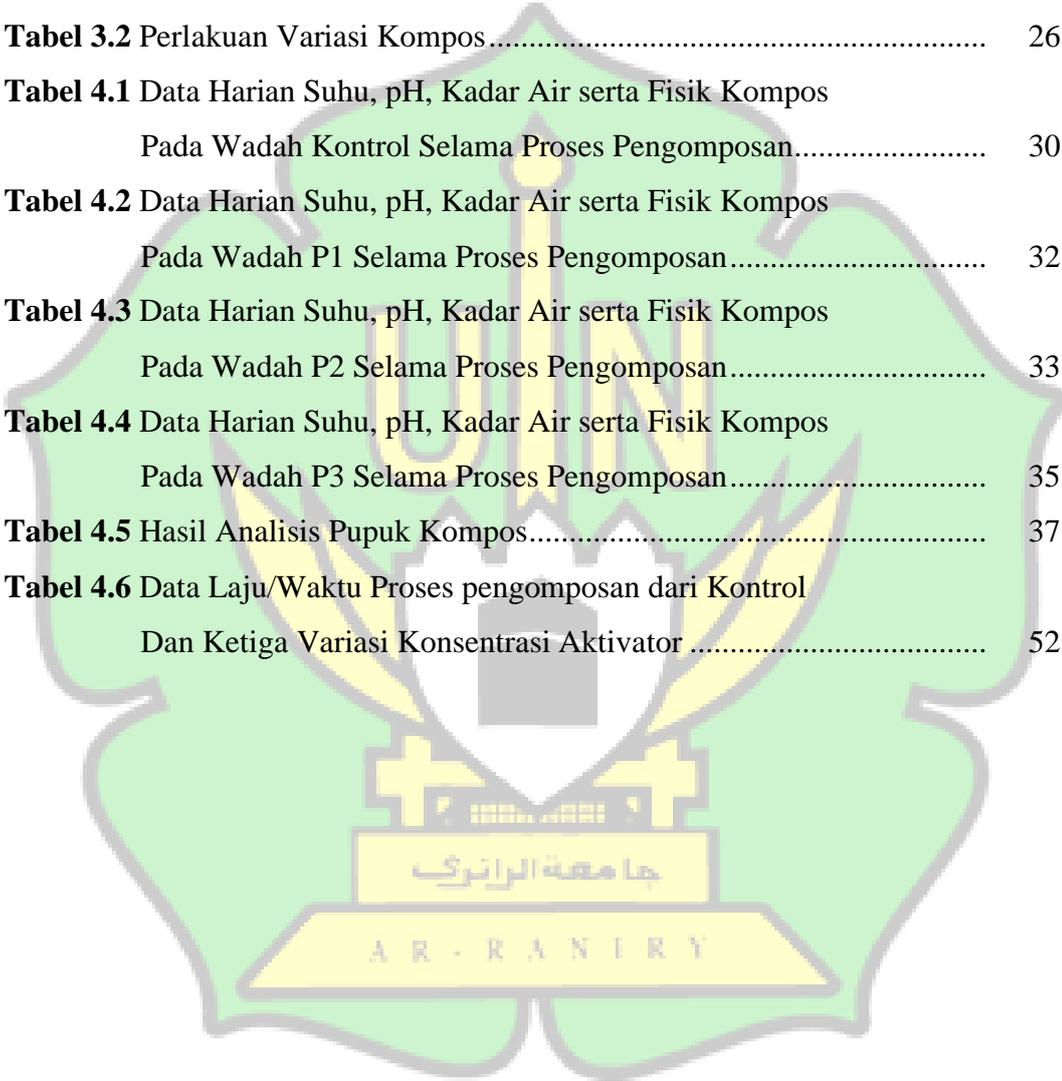 Tabel 3.2 Perlakuan Variasi Kompos............................................................. 26
Tabel 4.1 Data Harian Suhu, pH, Kadar Air serta Fisik Kompos
Pada Wadah Kontrol Selama Proses Pengomposan........................ 30
Tabel 4.2 Data Harian Suhu, pH, Kadar Air serta Fisik Kompos
Pada Wadah P1 Selama Proses Pengomposan................................ 32
Tabel 4.3 Data Harian Suhu, pH, Kadar Air serta Fisik Kompos
Pada Wadah P2 Selama Proses Pengomposan................................ 33
Tabel 4.4 Data Harian Suhu, pH, Kadar Air serta Fisik Kompos
Pada Wadah P3 Selama Proses Pengomposan................................ 35
Tabel 4.5 Hasil Analisis Pupuk Kompos........................................................ 37
Tabel 4.6 Data Laju/Waktu Proses pengomposan dari Kontrol
Dan Ketiga Variasi Konsentrasi Aktivator .................................... 52
UIN
جامعة الرانري
AR-RANIRY